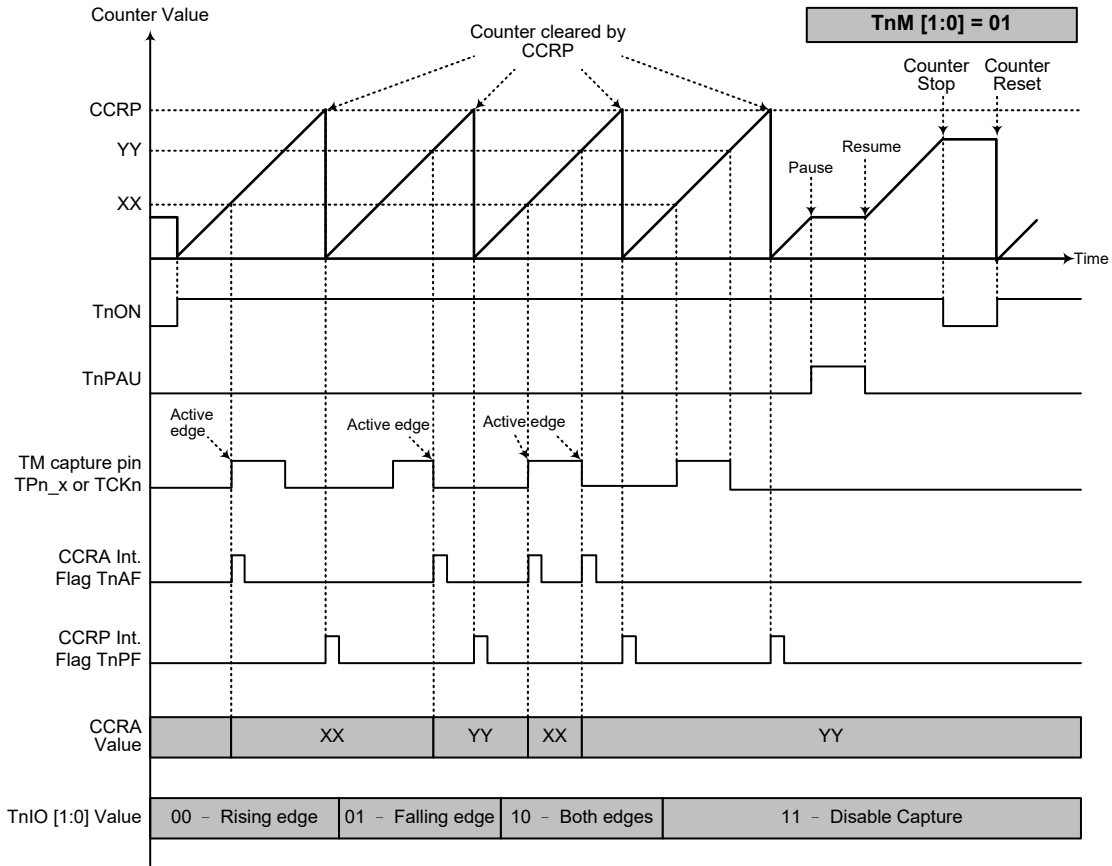 Counter Value
TnM [1:0] = 01
Counter cleared by
CCRP
Counter
Stop
Counter
Reset
CCRP
YY
XX
Pause
Resume
Time
TnON
TnPAU
Active
edge
Active edge
Active edge
TM capture pin
TPn_x or TCKn
CCRA Int.
Flag TnAF
CCRP Int.
Flag TnPF
CCRA
Value
XX
YY
XX
YY
TnIO [1:0] Value
00 – Rising edge
01 – Falling edge
10 – Both edges
11 – Disable Capture